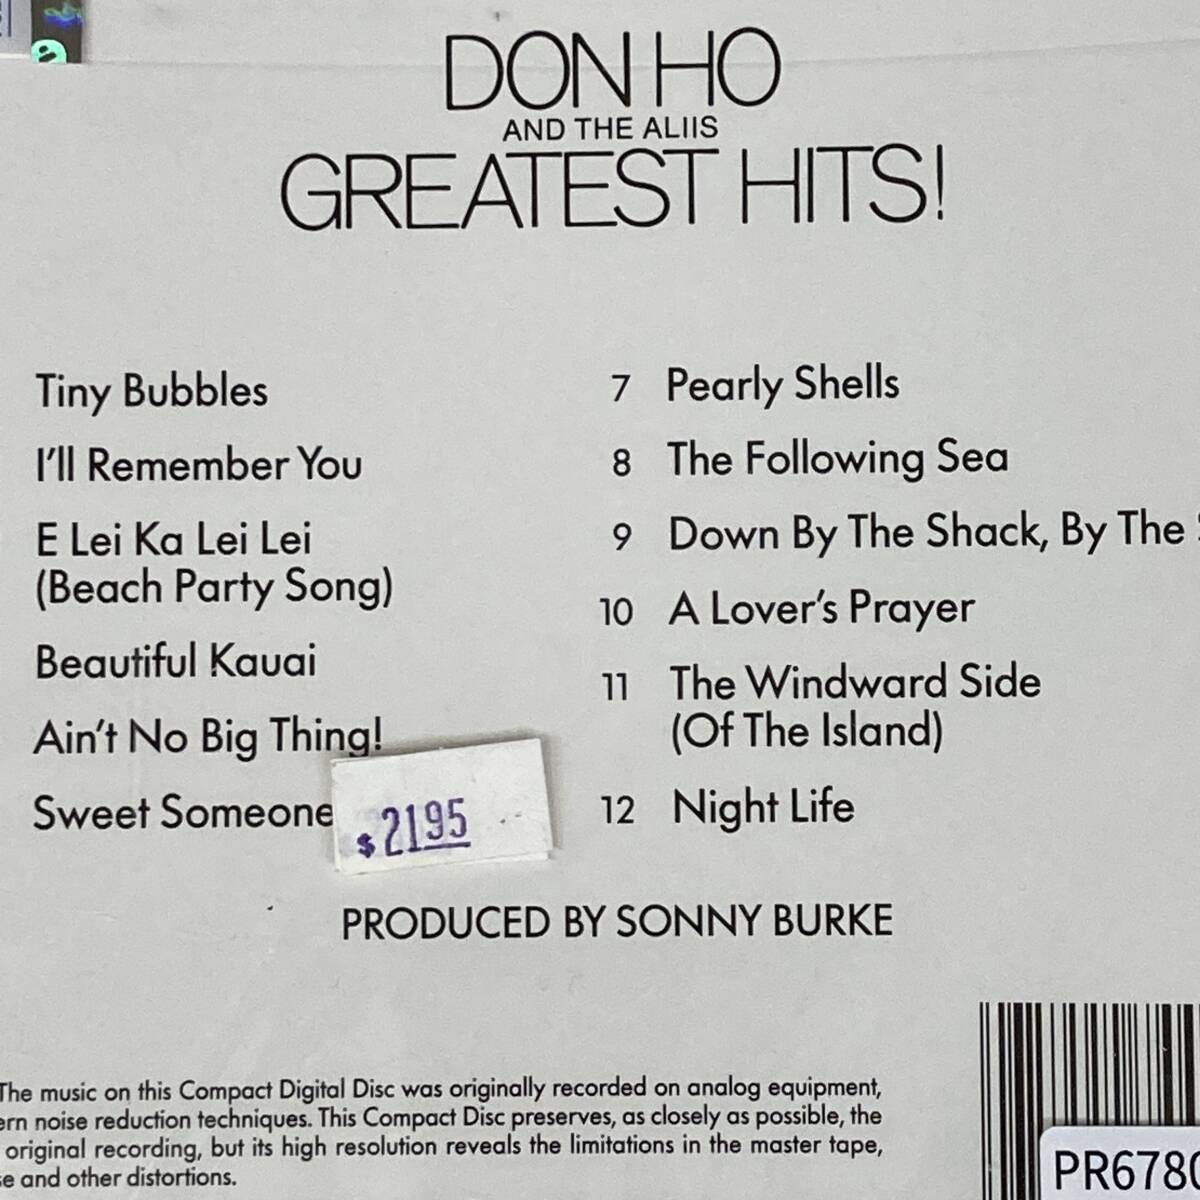 DON HO
AND THE ALIIS
GREATEST HITS!
Tiny Bubbles
I'll Remember You
E Lei Ka Lei Lei
(Beach Party Song)
Beautiful Kauai
Ain't No Big Thing!
Sweet Someone
$2195
7 Pearly Shells
8 The Following Sea
9 Down By The Shack, By The
10 A Lover's Prayer
11 The Windward Side
(Of The Island)
12 Night Life
PRODUCED BY SONNY BURKE
The music on this Compact Digital Disc was originally recorded on analog equipment,
ern noise reduction techniques. This Compact Disc preserves, as closely as possible, the
original recording, but its high resolution reveals the limitations in the master tape,
e and other distortions.
PR6780